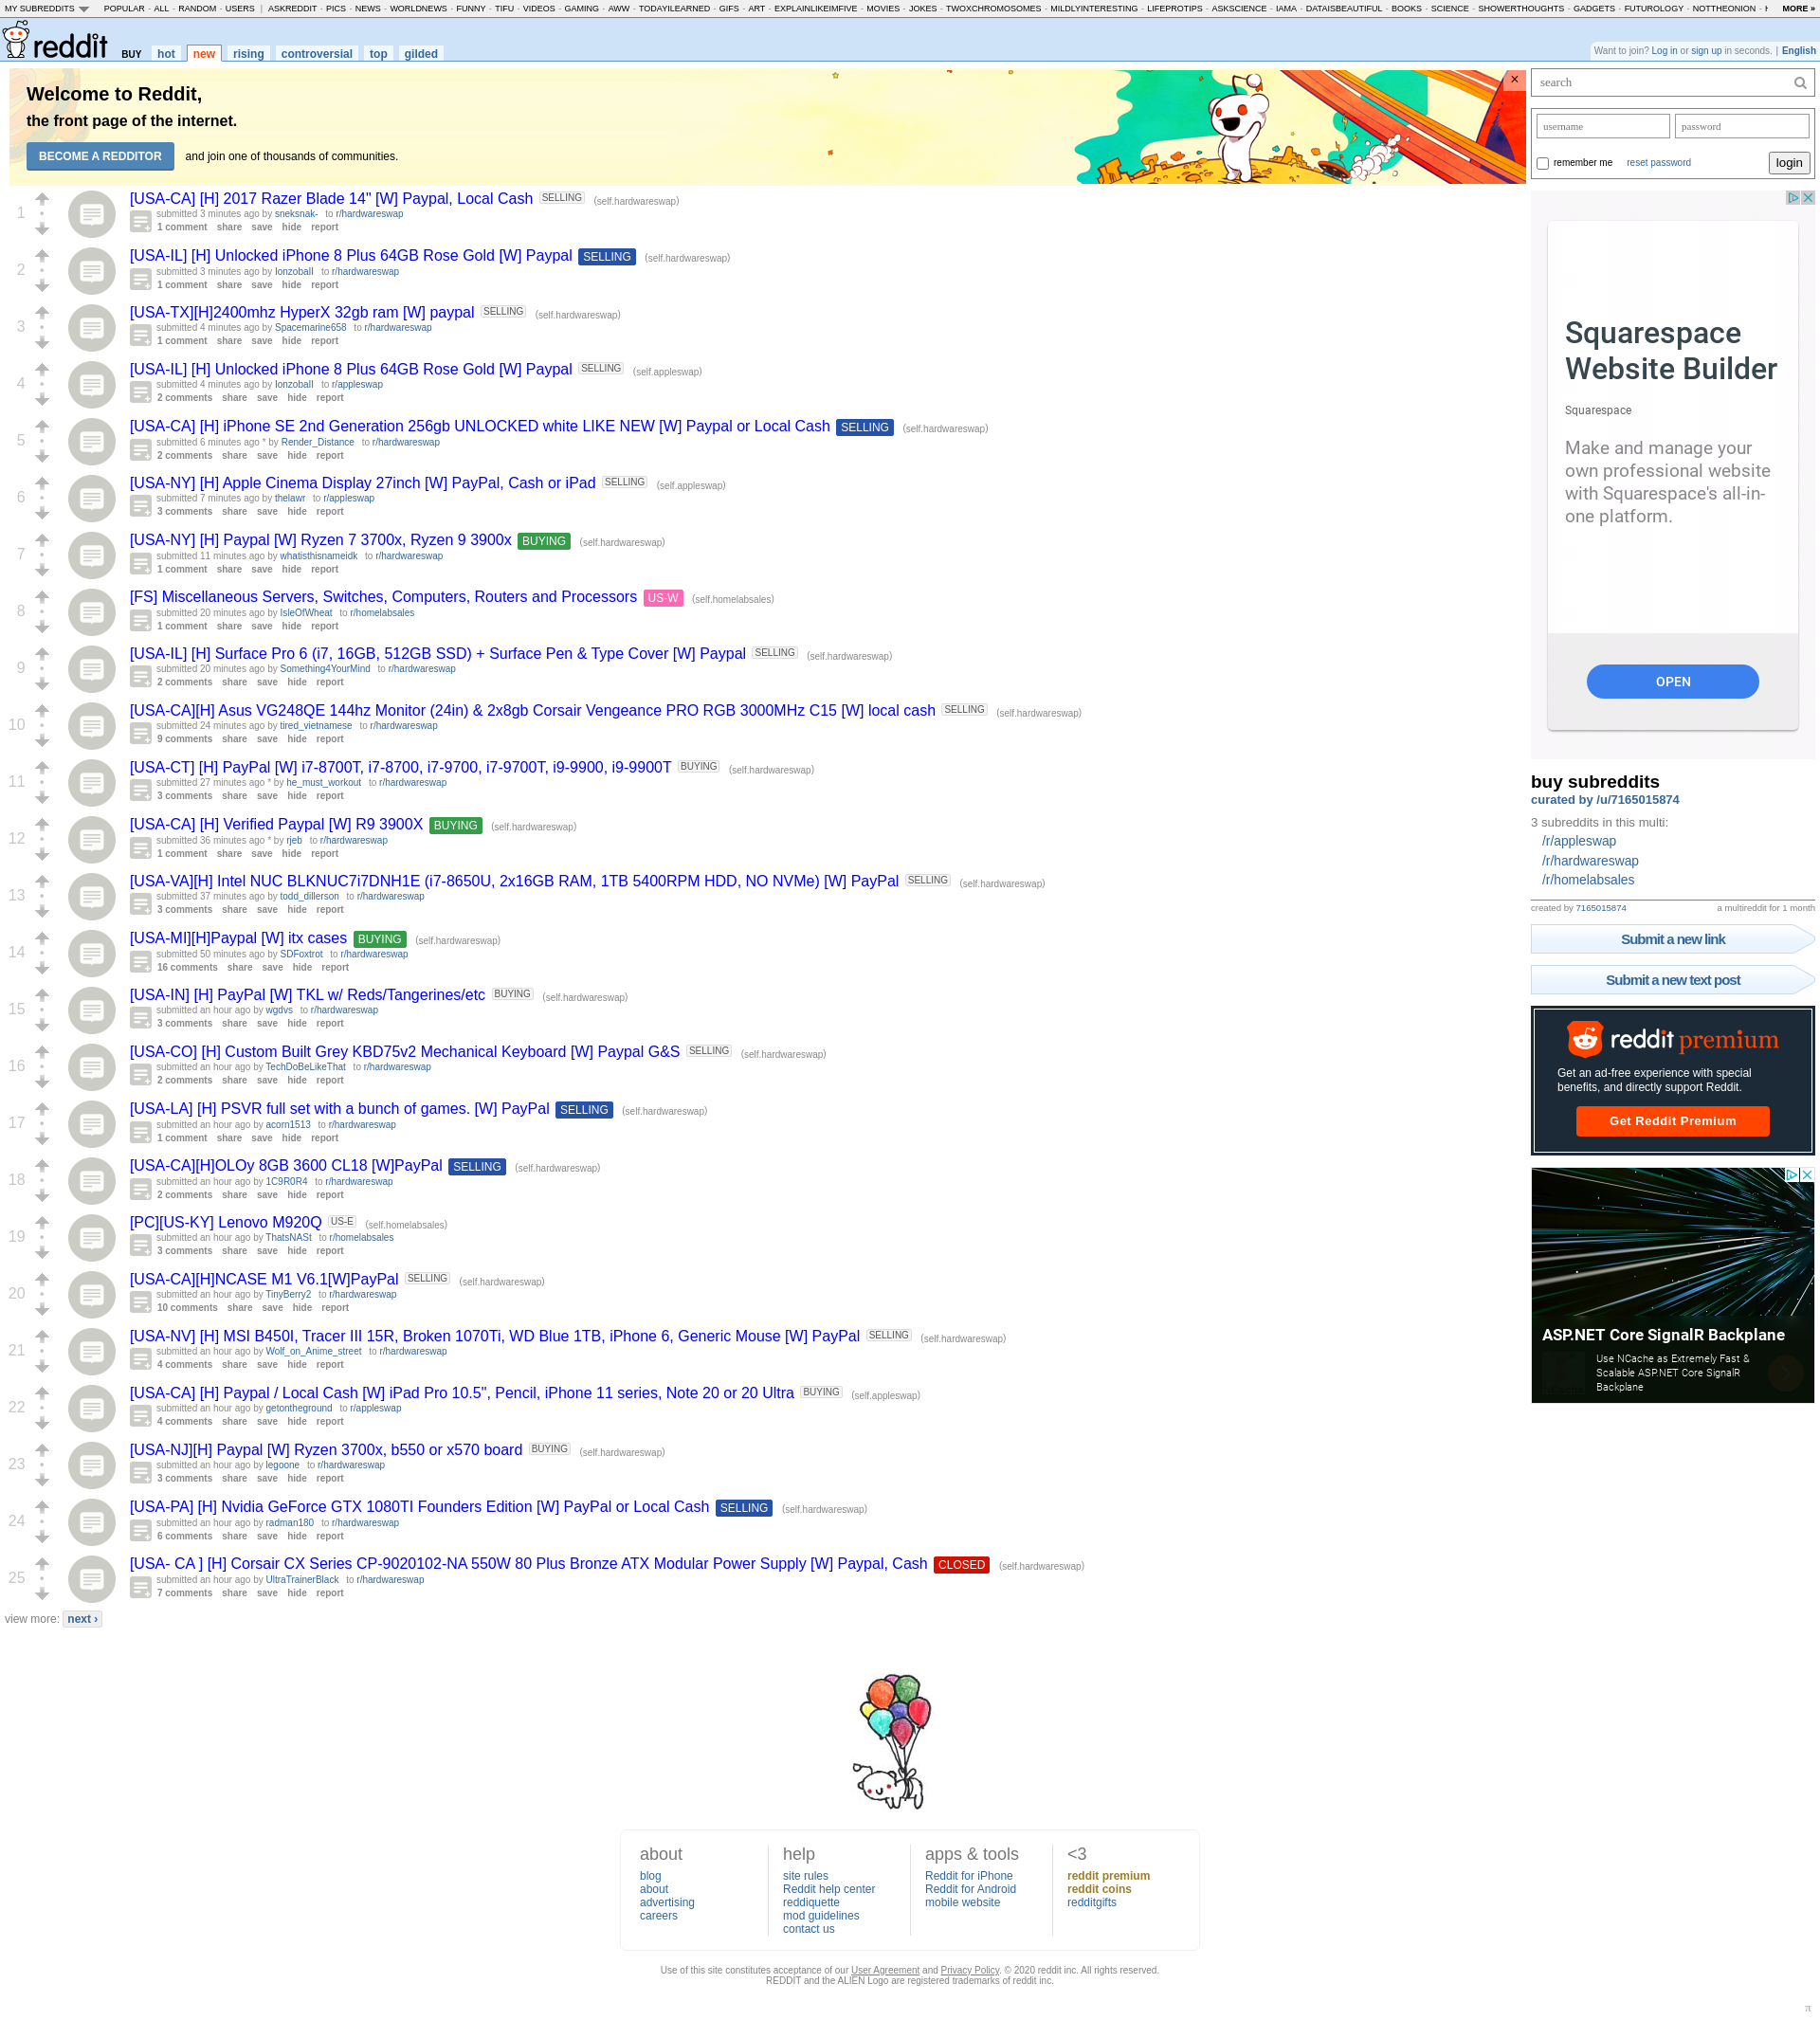 MY SUBREDDITS POPULAR - ALL - RANDOM - USERS | ASKREDDIT - PICS - NEWS - WORLDNEWS - FUNNY - TIFU - VIDEOS - GAMING - AWW - TODAYILEARNED - GIFS - ART - EXPLAINLIKEIMFIVE - MOVIES - JOKES - TWOXCHROMOSOMES - MILDLYINTERESTING - LIFEPROTIPS - ASKSCIENCE - IAMA - DATAISBEAUTIFUL - BOOKS - SCIENCE - SHOWERTHOUGHTS - GADGETS - FUTUROLOGY - NOTTHEONION - MORE »
reddit BUY hot new rising controversial top gilded
Want to join? Log in or sign up in seconds. | English
Welcome to Reddit,
the front page of the internet.
BECOME A REDDITOR and join one of thousands of communities.
×
search
username password
remember me reset password login
1
[USA-CA] [H] 2017 Razer Blade 14" [W] Paypal, Local Cash SELLING (self.hardwareswap)
submitted 3 minutes ago by sneksnak- to r/hardwareswap
1 comment share save hide report
2
[USA-IL] [H] Unlocked iPhone 8 Plus 64GB Rose Gold [W] Paypal SELLING (self.hardwareswap)
submitted 3 minutes ago by lonzoball to r/hardwareswap
1 comment share save hide report
3
[USA-TX][H]2400mhz HyperX 32gb ram [W] paypal SELLING (self.hardwareswap)
submitted 4 minutes ago by Spacemarine658 to r/hardwareswap
1 comment share save hide report
4
[USA-IL] [H] Unlocked iPhone 8 Plus 64GB Rose Gold [W] Paypal SELLING (self.appleswap)
submitted 4 minutes ago by lonzoball to r/appleswap
2 comments share save hide report
5
[USA-CA] [H] iPhone SE 2nd Generation 256gb UNLOCKED white LIKE NEW [W] Paypal or Local Cash SELLING (self.hardwareswap)
submitted 6 minutes ago * by Render_Distance to r/hardwareswap
2 comments share save hide report
6
[USA-NY] [H] Apple Cinema Display 27inch [W] PayPal, Cash or iPad SELLING (self.appleswap)
submitted 7 minutes ago by thelawr to r/appleswap
3 comments share save hide report
7
[USA-NY] [H] Paypal [W] Ryzen 7 3700x, Ryzen 9 3900x BUYING (self.hardwareswap)
submitted 11 minutes ago by whatisthisnameidk to r/hardwareswap
1 comment share save hide report
8
[FS] Miscellaneous Servers, Switches, Computers, Routers and Processors US-W (self.homelabsales)
submitted 20 minutes ago by IsleOfWheat to r/homelabsales
1 comment share save hide report
9
[USA-IL] [H] Surface Pro 6 (i7, 16GB, 512GB SSD) + Surface Pen & Type Cover [W] Paypal SELLING (self.hardwareswap)
submitted 20 minutes ago by Something4YourMind to r/hardwareswap
2 comments share save hide report
10
[USA-CA][H] Asus VG248QE 144hz Monitor (24in) & 2x8gb Corsair Vengeance PRO RGB 3000MHz C15 [W] local cash SELLING (self.hardwareswap)
submitted 24 minutes ago by tired_vietnamese to r/hardwareswap
9 comments share save hide report
11
[USA-CT] [H] PayPal [W] i7-8700T, i7-8700, i7-9700, i7-9700T, i9-9900, i9-9900T BUYING (self.hardwareswap)
submitted 27 minutes ago * by he_must_workout to r/hardwareswap
3 comments share save hide report
12
[USA-CA] [H] Verified Paypal [W] R9 3900X BUYING (self.hardwareswap)
submitted 36 minutes ago * by rjeb to r/hardwareswap
1 comment share save hide report
13
[USA-VA][H] Intel NUC BLKNUC7i7DNH1E (i7-8650U, 2x16GB RAM, 1TB 5400RPM HDD, NO NVMe) [W] PayPal SELLING (self.hardwareswap)
submitted 37 minutes ago by todd_dillerson to r/hardwareswap
3 comments share save hide report
14
[USA-MI][H]Paypal [W] itx cases BUYING (self.hardwareswap)
submitted 50 minutes ago by SDFoxtrot to r/hardwareswap
16 comments share save hide report
15
[USA-IN] [H] PayPal [W] TKL w/ Reds/Tangerines/etc BUYING (self.hardwareswap)
submitted an hour ago by wgdvs to r/hardwareswap
3 comments share save hide report
16
[USA-CO] [H] Custom Built Grey KBD75v2 Mechanical Keyboard [W] Paypal G&S SELLING (self.hardwareswap)
submitted an hour ago by TechDoBeLikeThat to r/hardwareswap
2 comments share save hide report
17
[USA-LA] [H] PSVR full set with a bunch of games. [W] PayPal SELLING (self.hardwareswap)
submitted an hour ago by acorn1513 to r/hardwareswap
1 comment share save hide report
18
[USA-CA][H]OLOy 8GB 3600 CL18 [W]PayPal SELLING (self.hardwareswap)
submitted an hour ago by 1C9R0R4 to r/hardwareswap
2 comments share save hide report
19
[PC][US-KY] Lenovo M920Q US-E (self.homelabsales)
submitted an hour ago by ThatsNASt to r/homelabsales
3 comments share save hide report
20
[USA-CA][H]NCASE M1 V6.1[W]PayPal SELLING (self.hardwareswap)
submitted an hour ago by TinyBerry2 to r/hardwareswap
10 comments share save hide report
21
[USA-NV] [H] MSI B450I, Tracer III 15R, Broken 1070Ti, WD Blue 1TB, iPhone 6, Generic Mouse [W] PayPal SELLING (self.hardwareswap)
submitted an hour ago by Wolf_on_Anime_street to r/hardwareswap
4 comments share save hide report
22
[USA-CA] [H] Paypal / Local Cash [W] iPad Pro 10.5", Pencil, iPhone 11 series, Note 20 or 20 Ultra BUYING (self.appleswap)
submitted an hour ago by getontheground to r/appleswap
4 comments share save hide report
23
[USA-NJ][H] Paypal [W] Ryzen 3700x, b550 or x570 board BUYING (self.hardwareswap)
submitted an hour ago by legoone to r/hardwareswap
3 comments share save hide report
24
[USA-PA] [H] Nvidia GeForce GTX 1080TI Founders Edition [W] PayPal or Local Cash SELLING (self.hardwareswap)
submitted an hour ago by radman180 to r/hardwareswap
6 comments share save hide report
25
[USA- CA ] [H] Corsair CX Series CP-9020102-NA 550W 80 Plus Bronze ATX Modular Power Supply [W] Paypal, Cash CLOSED (self.hardwareswap)
submitted an hour ago by UltraTrainerBlack to r/hardwareswap
7 comments share save hide report
view more: next ›
Squarespace
Website Builder
Squarespace
Make and manage your
own professional website
with Squarespace's all-in-
one platform.
OPEN
buy subreddits
curated by /u/7165015874
3 subreddits in this multi:
/r/appleswap
/r/hardwareswap
/r/homelabsales
created by 7165015874 a multireddit for 1 month
Submit a new link
Submit a new text post
reddit premium
Get an ad-free experience with special
benefits, and directly support Reddit.
Get Reddit Premium
ASP.NET Core SignalR Backplane
Use NCache as Extremely Fast &
Scalable ASP.NET Core SignalR
Backplane
about
blog
about
advertising
careers
help
site rules
Reddit help center
reddiquette
mod guidelines
contact us
apps & tools
Reddit for iPhone
Reddit for Android
mobile website
<3
reddit premium
reddit coins
redditgifts
Use of this site constitutes acceptance of our User Agreement and Privacy Policy. © 2020 reddit inc. All rights reserved.
REDDIT and the ALIEN Logo are registered trademarks of reddit inc.
π